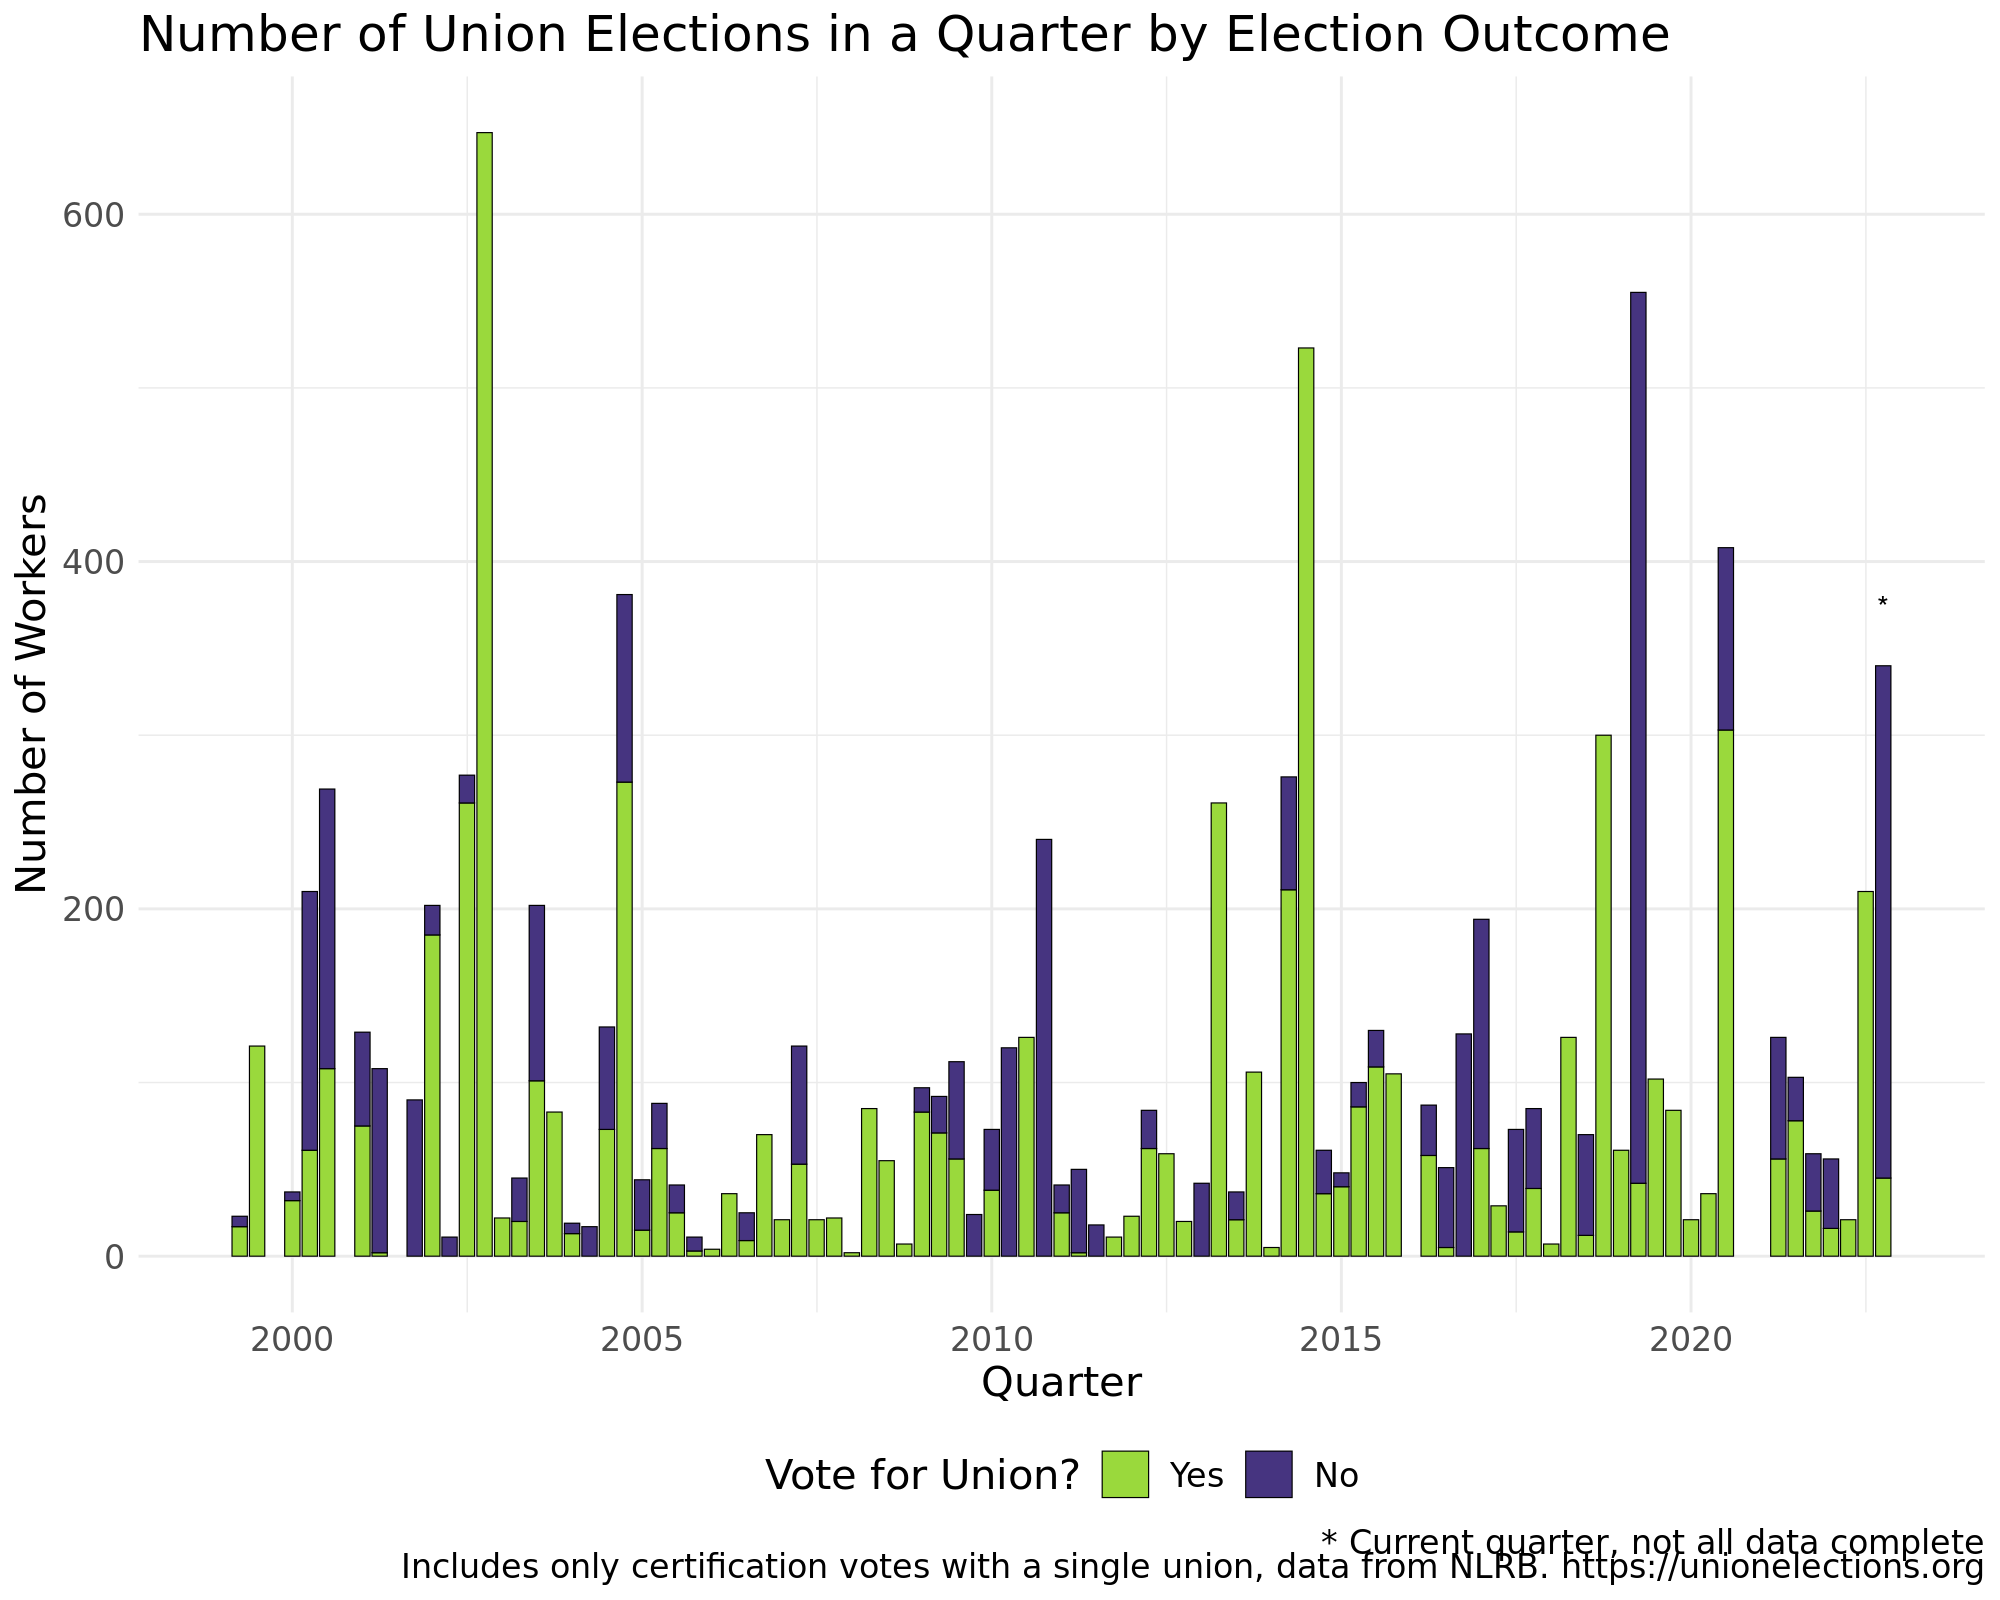 Number of Union Elections in a Quarter by Election Outcome
Number of Workers
600
400
200
0
*
2000 2005 2010 2015 2020
Quarter
Vote for Union? Yes No
* Current quarter, not all data complete
Includes only certification votes with a single union, data from NLRB. https://unionelections.org